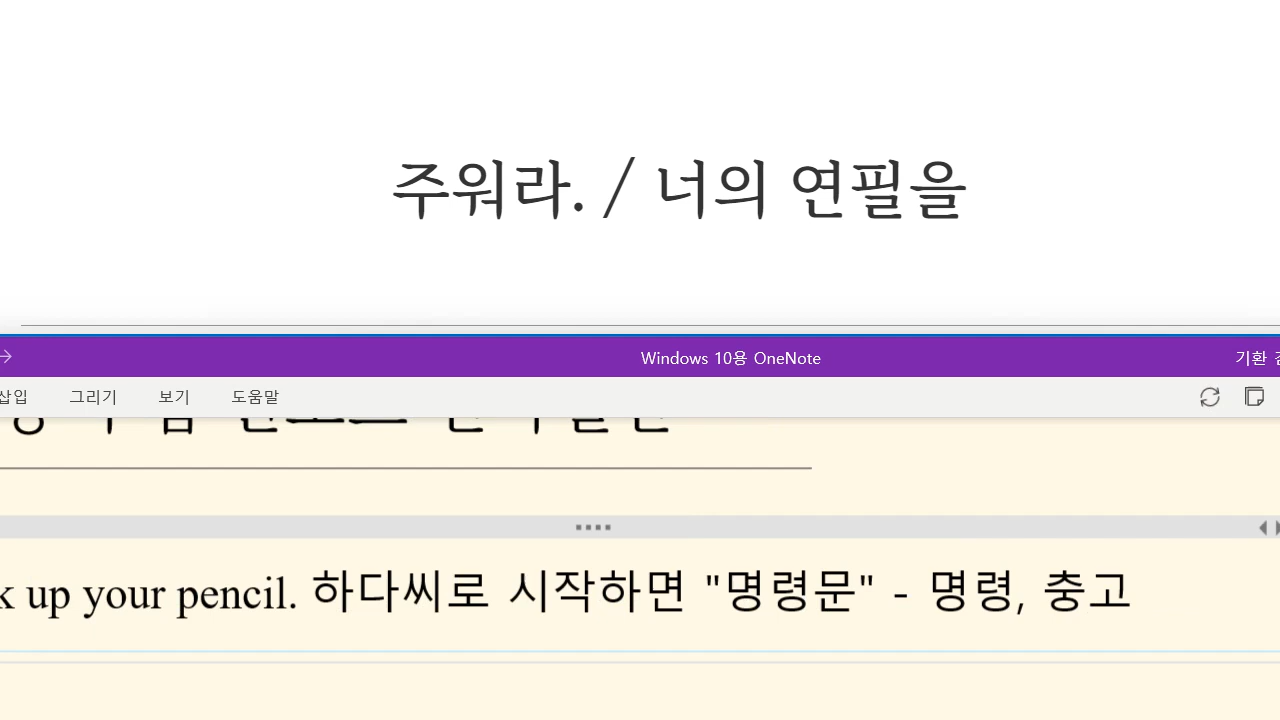 주워라. / 너의 연필을
Windows 10용 OneNote
기환
삽입 그리기 보기 도움말
up your pencil. 하다씨로 시작하면 "명령문" - 명령, 충고